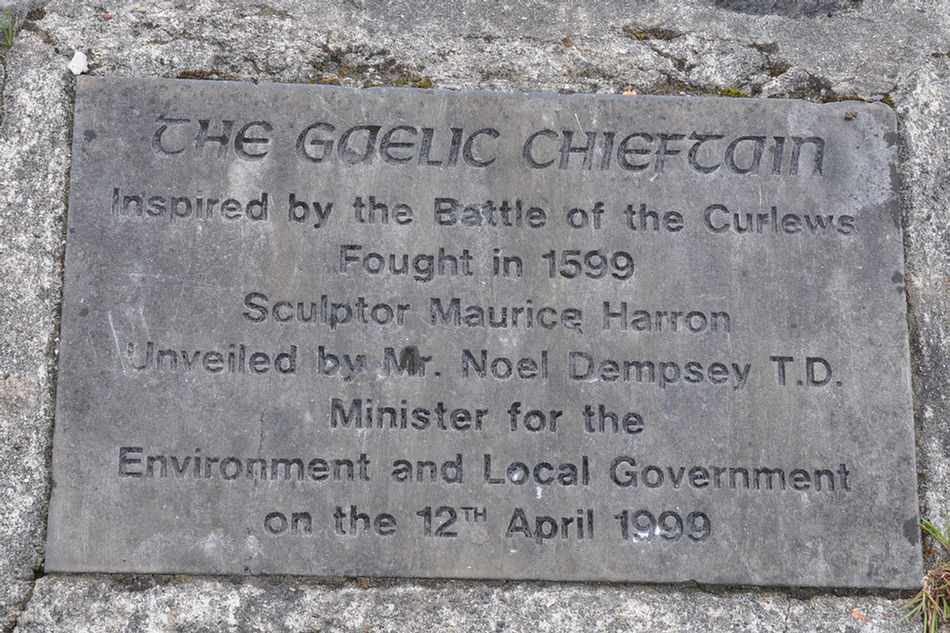 The Gaelic Chieftain
Inspired by the Battle of the Curlews
Fought in 1599
Sculptor Maurice Harron
Unveiled by Mr. Noel Dempsey T.D.
Minister for the
Environment and Local Government
on the 12TH April 1999